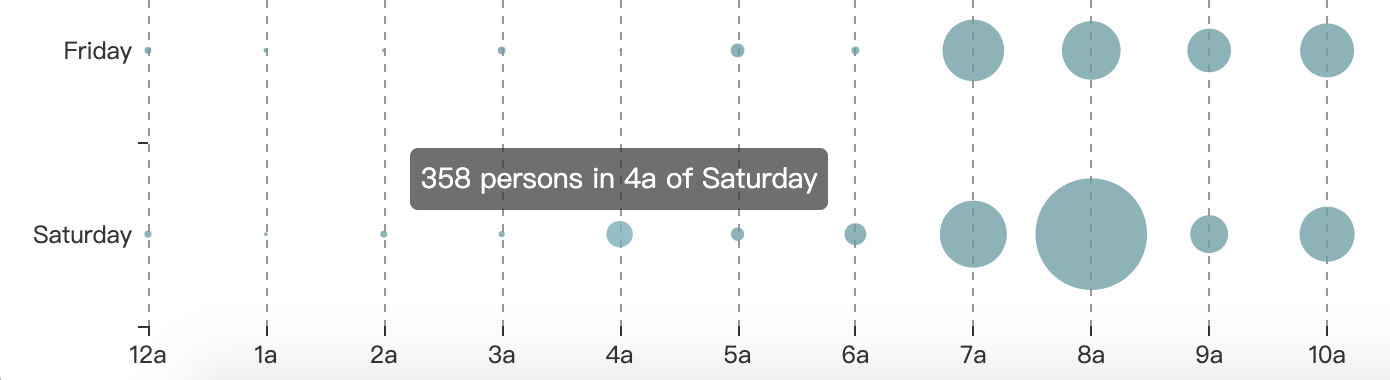 Friday
358 persons in 4a of Saturday
Saturday
12a 1a 2a 3a 4a 5a 6a 7a 8a 9a 10a